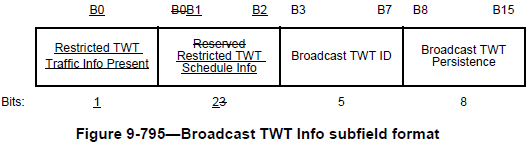 B0 B0B1 B2 B3 B7 B8 B15
Restricted TWT Traffic Info Present
Reserved Restricted TWT Schedule Info
Broadcast TWT ID
Broadcast TWT Persistence
Bits: 1 23 5 8
Figure 9-795—Broadcast TWT Info subfield format